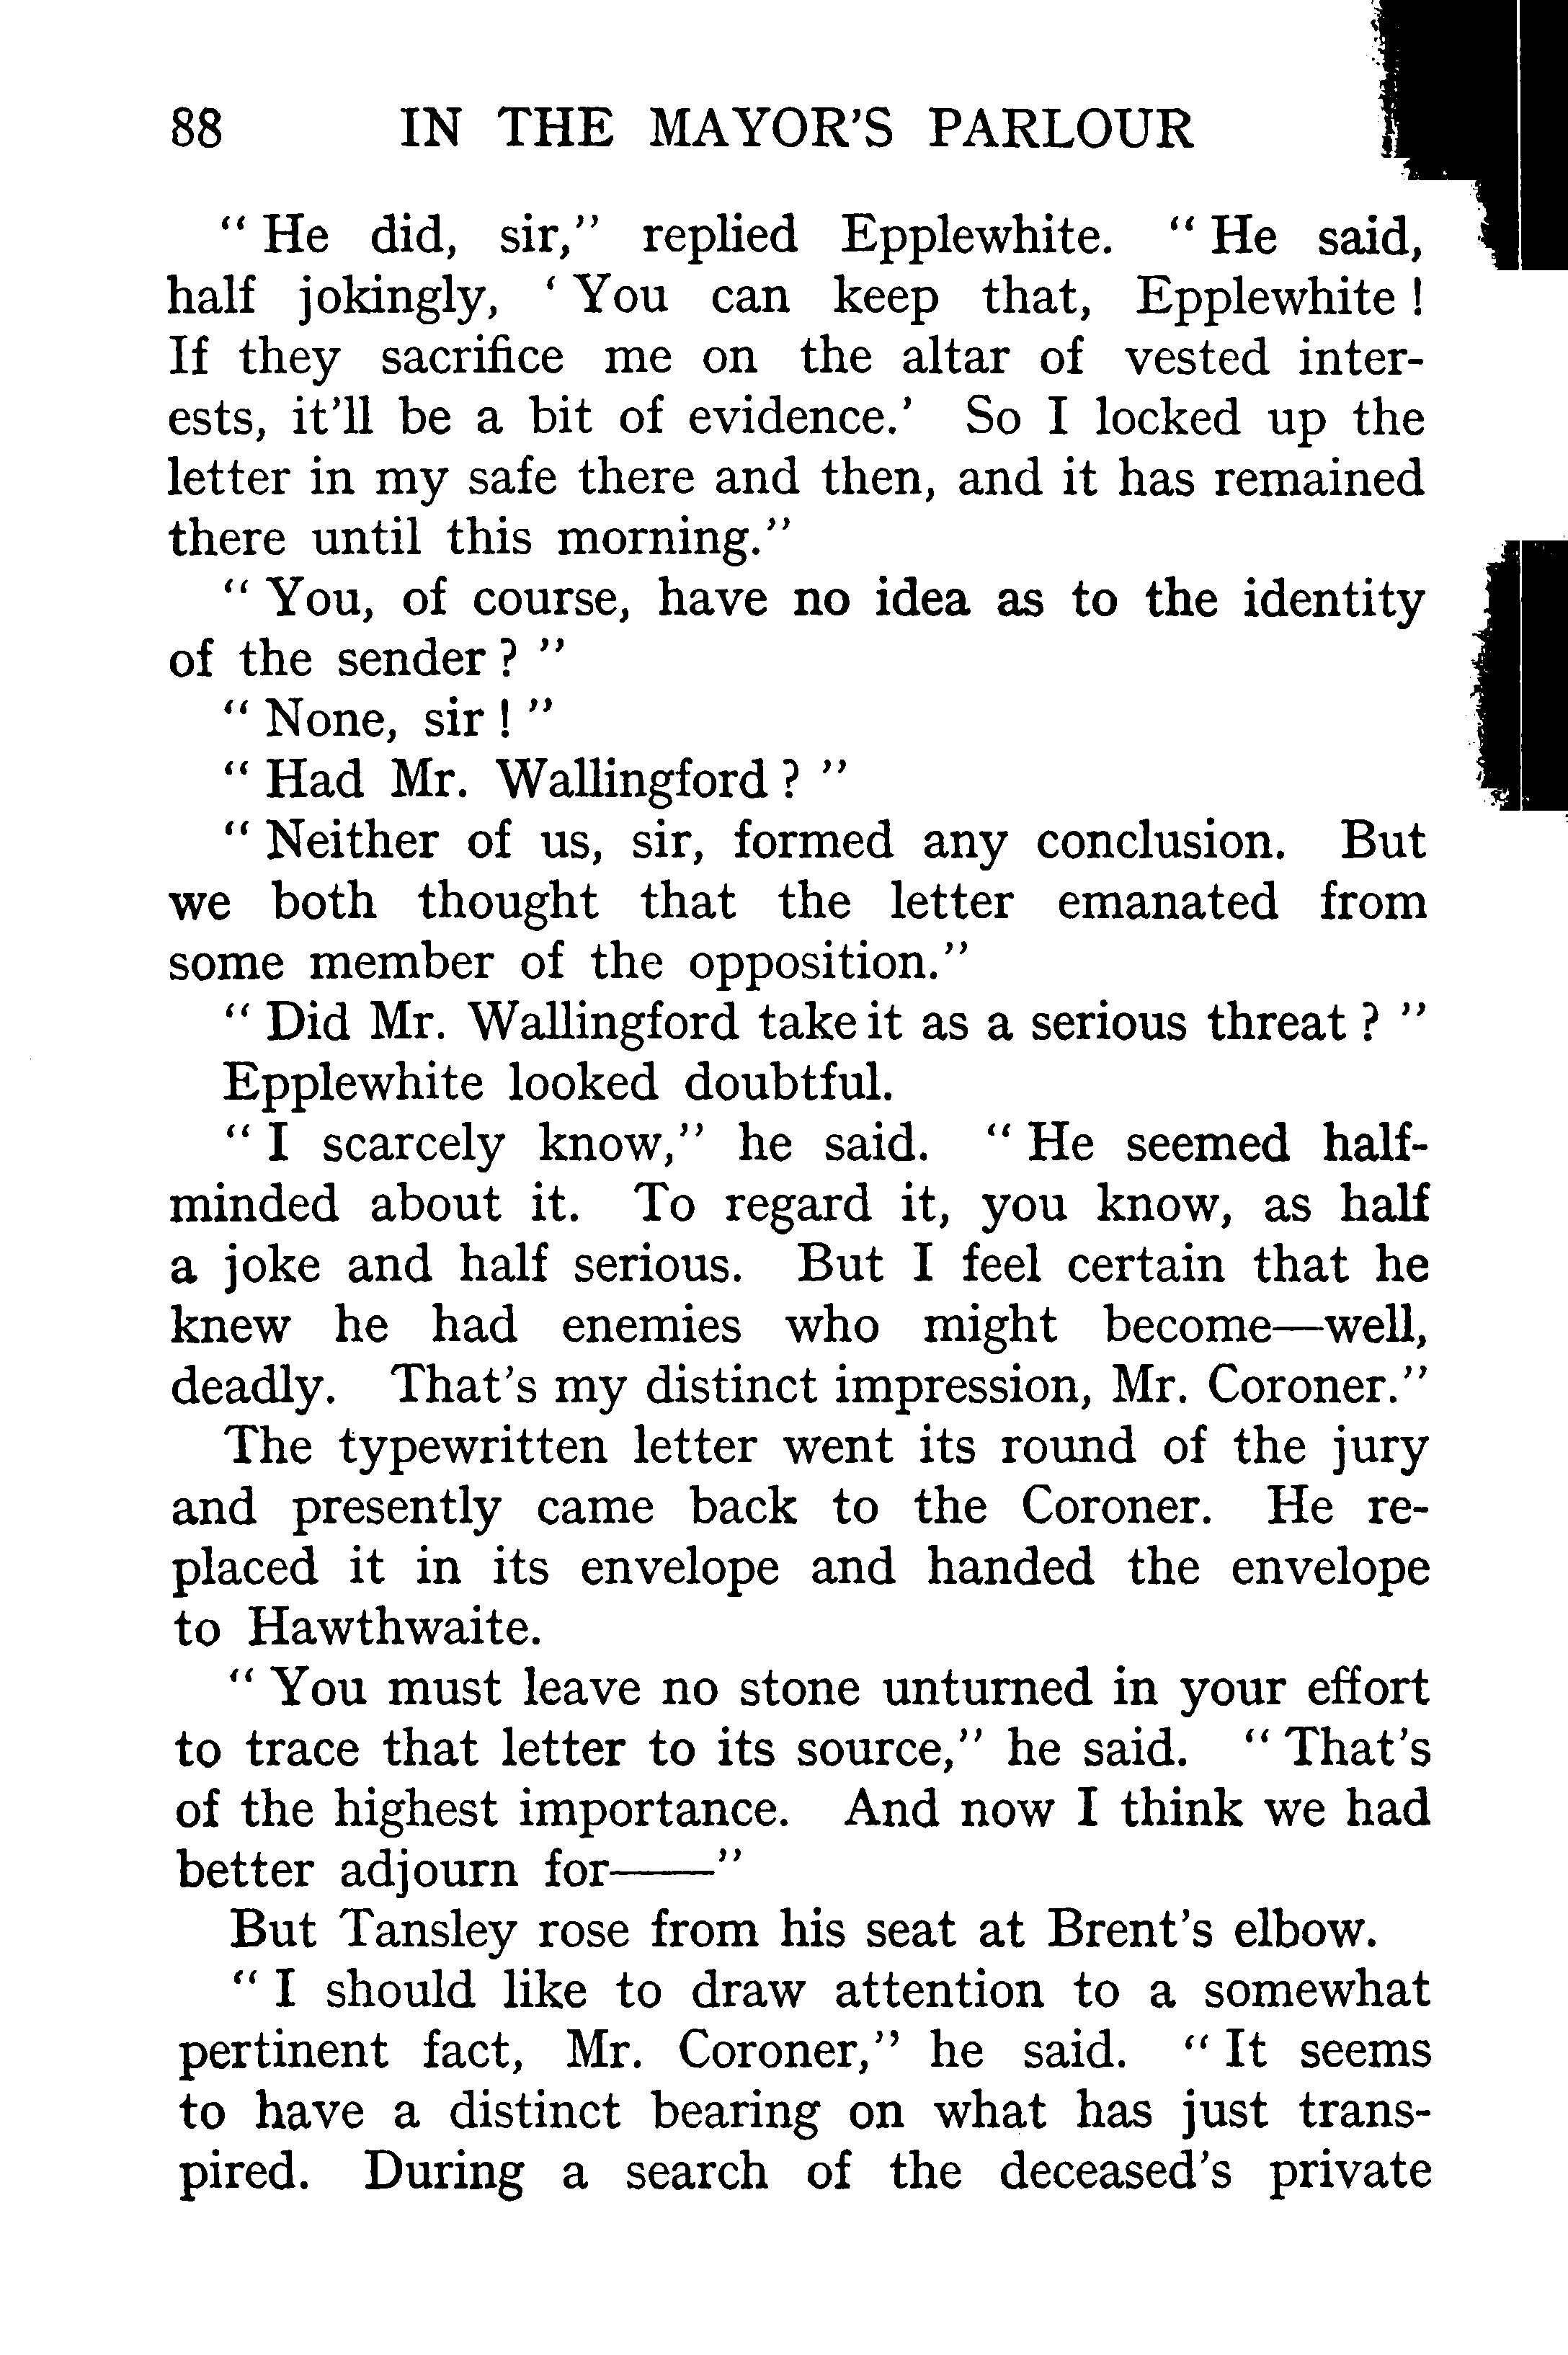 88 IN THE MAYOR'S PARLOUR
“ He did, sir,” replied Epplewhite. “ He said,
half jokingly, ‘ You can keep that, Epplewhite !
If they sacrifice me on the altar of vested inter-
ests, it'll be a bit of evidence.’ So I locked up the
letter in my safe there and then, and it has remained
there until this morning.”
“ You, of course, have no idea as to the identity
of the sender ? ”
“ None, sir ! ”
“ Had Mr. Wallingford ? ”
“ Neither of us, sir, formed any conclusion. But
we both thought that the letter emanated from
some member of the opposition.”
“ Did Mr. Wallingford take it as a serious threat ? ”
Epplewhite looked doubtful.
“ I scarcely know,” he said. “ He seemed half-
minded about it. To regard it, you know, as half
a joke and half serious. But I feel certain that he
knew he had enemies who might become—well,
deadly. That's my distinct impression, Mr. Coroner.”
The typewritten letter went its round of the jury
and presently came back to the Coroner. He re-
placed it in its envelope and handed the envelope
to Hawthwaite.
“ You must leave no stone unturned in your effort
to trace that letter to its source,” he said. “ That's
of the highest importance. And now I think we had
better adjourn for——”
But Tansley rose from his seat at Brent's elbow.
“ I should like to draw attention to a somewhat
pertinent fact, Mr. Coroner,” he said. “ It seems
to have a distinct bearing on what has just trans-
pired. During a search of the deceased's private